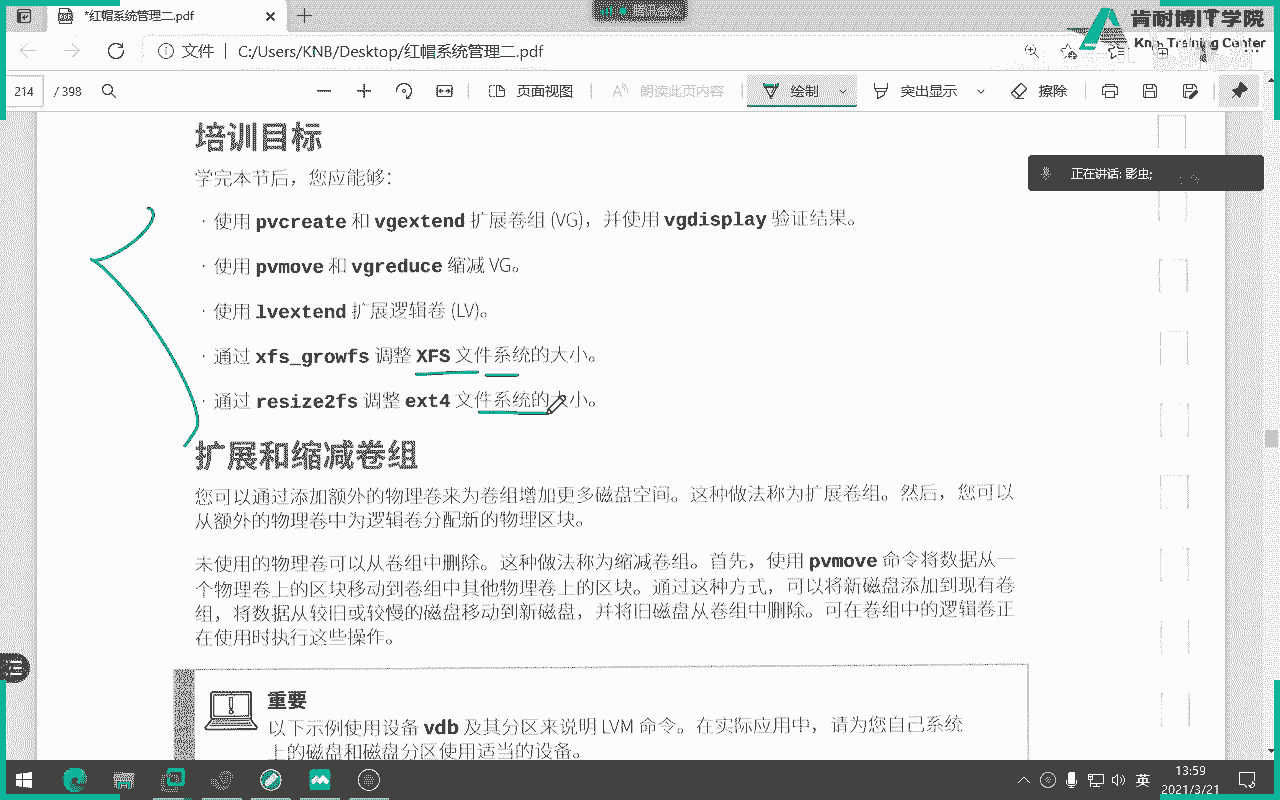 *红帽系统管理二.pdf
腾讯会议
肯耐博IT学院
Knb Training Center
文件 C:/Users/KNB/Desktop/红帽系统管理二.pdf
214 / 398 页面视图 朗读此页内容 绘制 突出显示 擦除
培训目标
学完本节后，您应能够：
正在讲话: 影虫;
· 使用 pvcreate 和 vgextend 扩展卷组 (VG)，并使用 vgdisplay 验证结果。
· 使用 pvmove 和 vgreduce 缩减 VG。
· 使用 lvextend 扩展逻辑卷 (LV)。
· 通过 xfs_growfs 调整 XFS 文件系统的大小。
· 通过 resize2fs 调整 ext4 文件系统的大小。
扩展和缩减卷组
您可以通过添加额外的物理卷来为卷组增加更多磁盘空间。这种做法称为扩展卷组。然后，您可以
从额外的物理卷中为逻辑卷分配新的物理区块。
未使用的物理卷可以从卷组中删除。这种做法称为缩减卷组。首先，使用 pvmove 命令将数据从一
个物理卷上的区块移动到卷组中其他物理卷上的区块。通过这种方式，可以将新磁盘添加到现有卷
组，将数据从较旧或较慢的磁盘移动到新磁盘，并将旧磁盘从卷组中删除。可在卷组中的逻辑卷正
在使用时执行这些操作。
重要
以下示例使用设备 vdb 及其分区来说明 LVM 命令。在实际应用中，请为您自己系统
上的磁盘和磁盘分区使用适当的设备。
英
13:59
2021/3/21